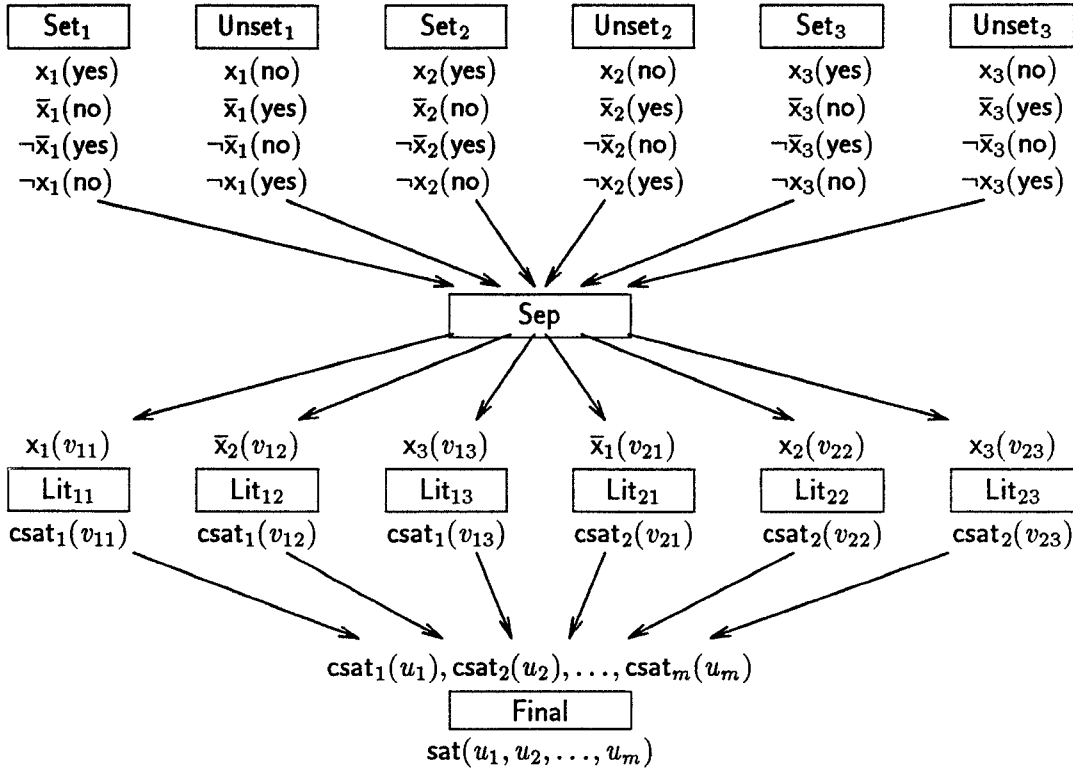 Set₁ Unset₁ Set₂ Unset₂ Set₃ Unset₃
x₁(yes) x₁(no) x₂(yes) x₂(no) x₃(yes) x₃(no)
x̅₁(no) x̅₁(yes) x̅₂(no) x̅₂(yes) x̅₃(no) x̅₃(yes)
¬x̅₁(yes) ¬x̅₁(no) ¬x̅₂(yes) ¬x̅₂(no) ¬x̅₃(yes) ¬x̅₃(no)
¬x₁(no) ¬x₁(yes) ¬x₂(no) ¬x₂(yes) ¬x₃(no) ¬x₃(yes)
Sep
x₁(v₁₁) x̅₂(v₁₂) x₃(v₁₃) x̅₁(v₂₁) x₂(v₂₂) x₃(v₂₃)
Lit₁₁ Lit₁₂ Lit₁₃ Lit₂₁ Lit₂₂ Lit₂₃
csat₁(v₁₁) csat₁(v₁₂) csat₁(v₁₃) csat₂(v₂₁) csat₂(v₂₂) csat₂(v₂₃)
csat₁(u₁), csat₂(u₂), ..., csatₘ(uₘ)
Final
sat(u₁, u₂, ..., uₘ)